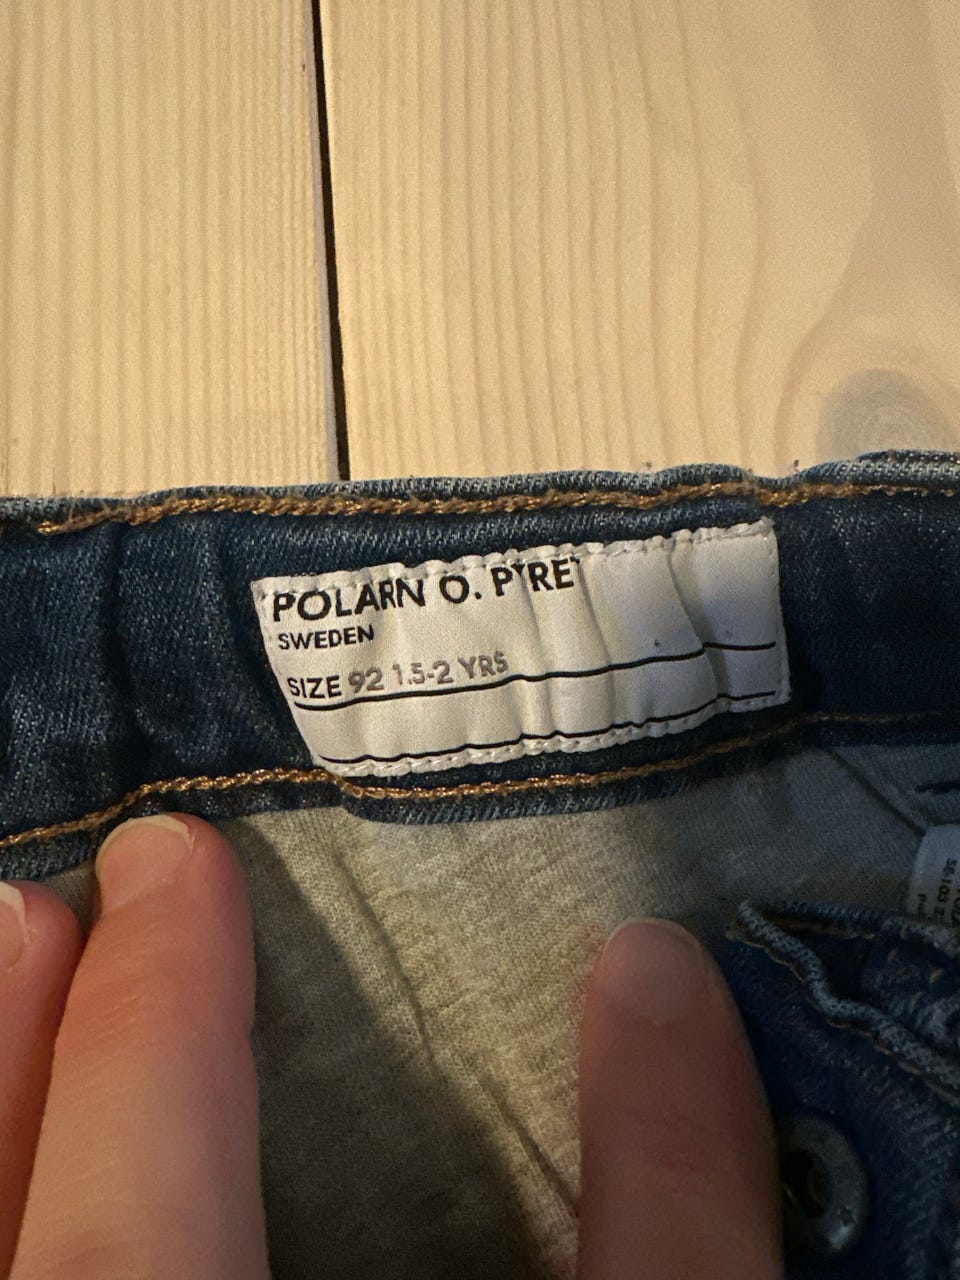 POLARN O. PYRET
SWEDEN
SIZE 92 1.5-2 YRS